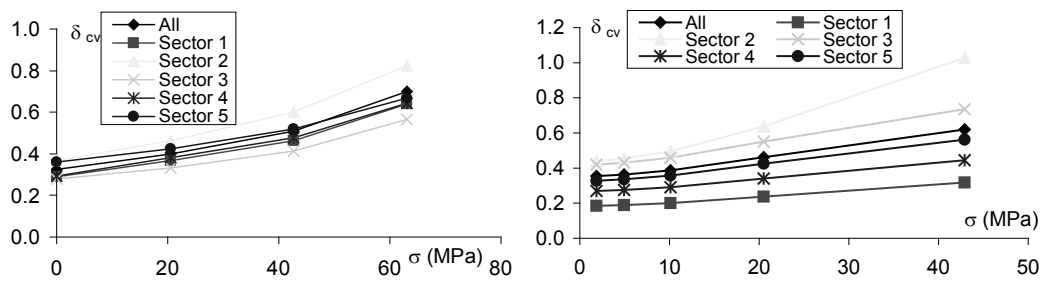 δ cv
All
Sector 1
Sector 2
Sector 3
Sector 4
Sector 5
1.0
0.8
0.6
0.4
0.2
0.0
0 20 40 60 80
σ (MPa)
δ cv
All Sector 1
Sector 2 Sector 3
Sector 4 Sector 5
1.2
1.0
0.8
0.6
0.4
0.2
0.0
0 10 20 30 40 50
σ (MPa)